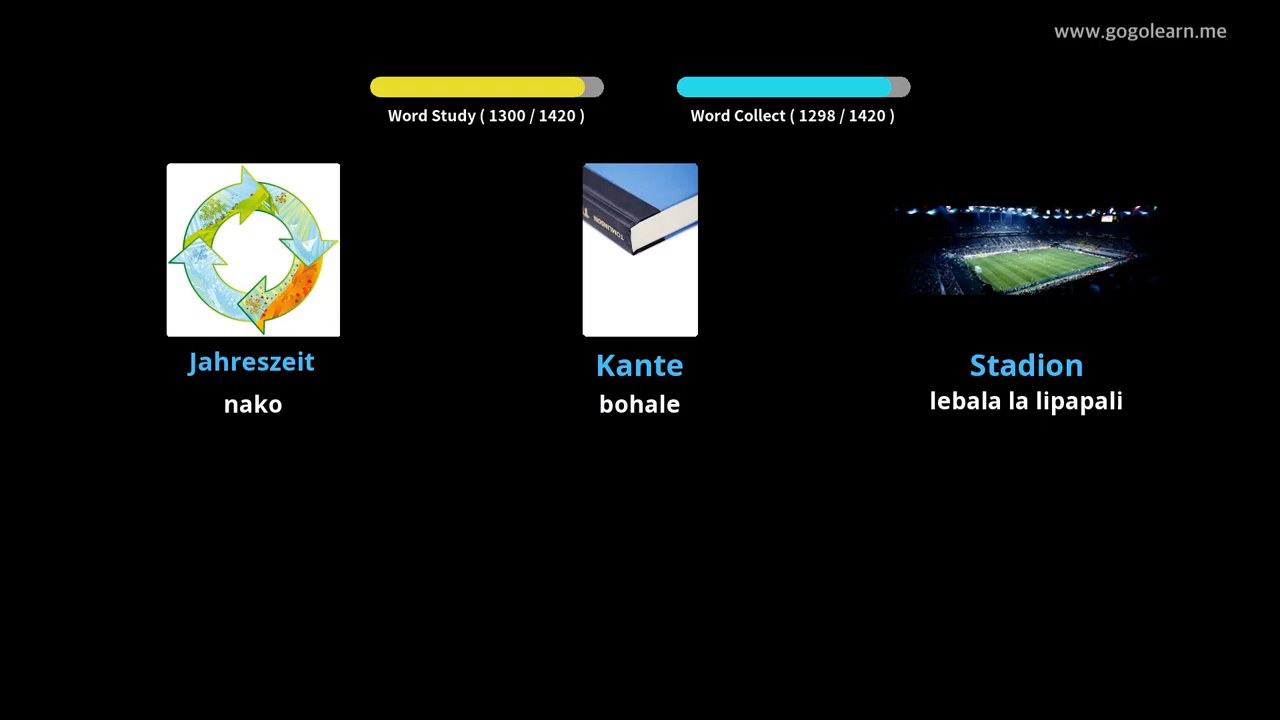 www.gogolearn.me
Word Study ( 1300 / 1420 )
Word Collect ( 1298 / 1420 )
TOMLINSON
Jahreszeit
Kante
Stadion
nako
bohale
lebala la lipapali